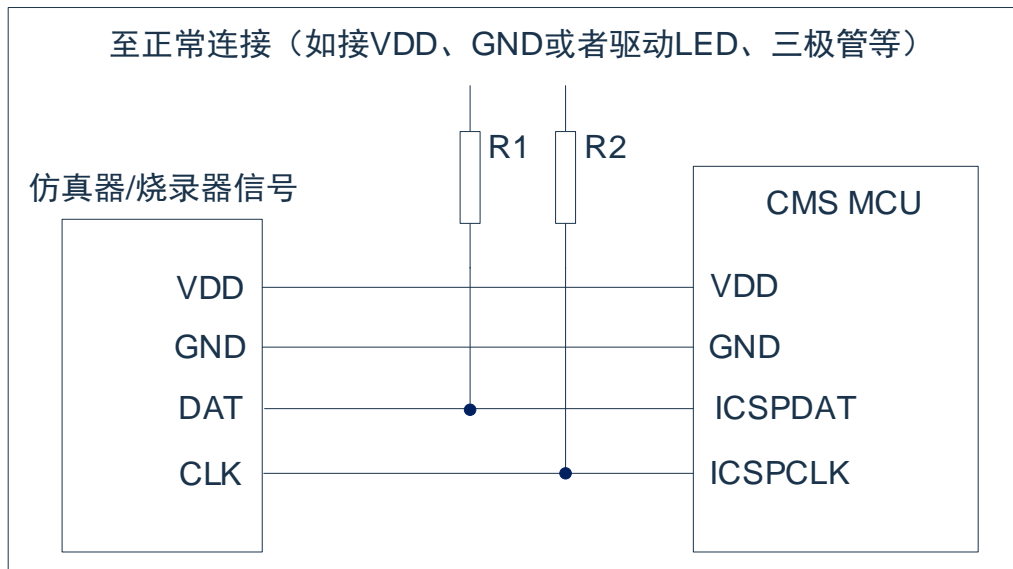 至正常连接（如接VDD、GND或者驱动LED、三极管等）
R1
R2
仿真器/烧录器信号
CMS MCU
VDD
VDD
GND
GND
DAT
ICSPDAT
CLK
ICSPCLK